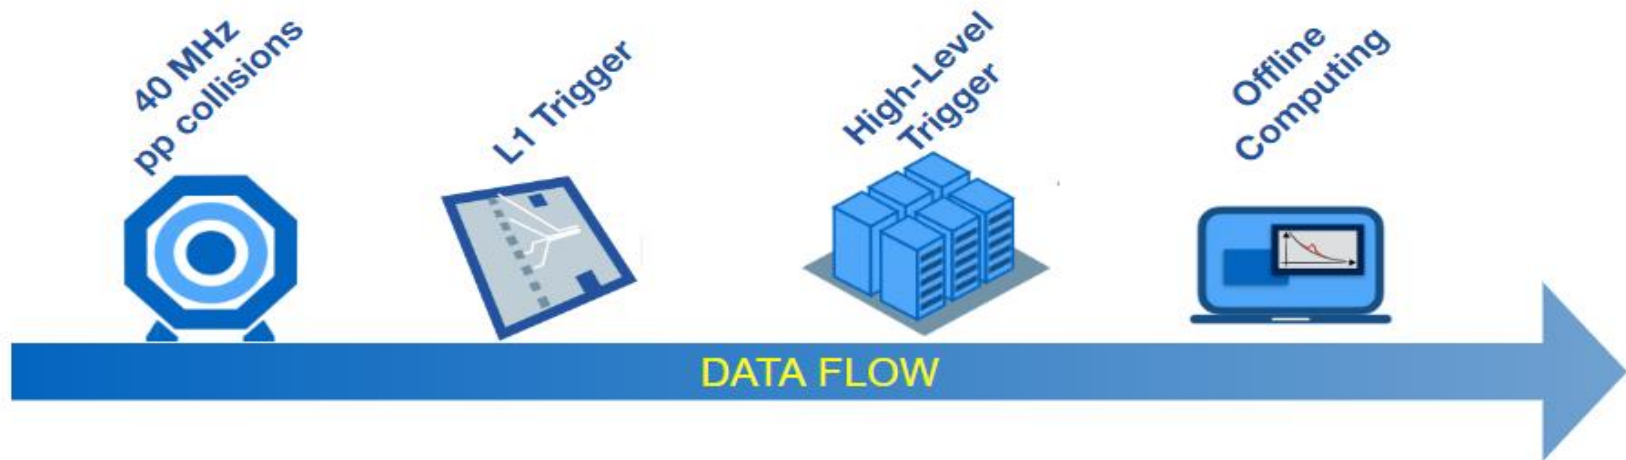 40 MHz
pp collisions
L1 Trigger
High-Level
Trigger
Offline
Computing
DATA FLOW